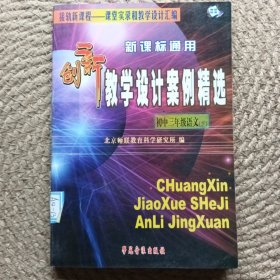 接轨新课程——课堂实录和教学设计汇编
新课标通用
创新
教学设计案例精选
初中三年级语文
北京师联教育科学研究所 编
CHuangXin
JiaoXue SHeJi
AnLi JingXuan
学苑音像出版社